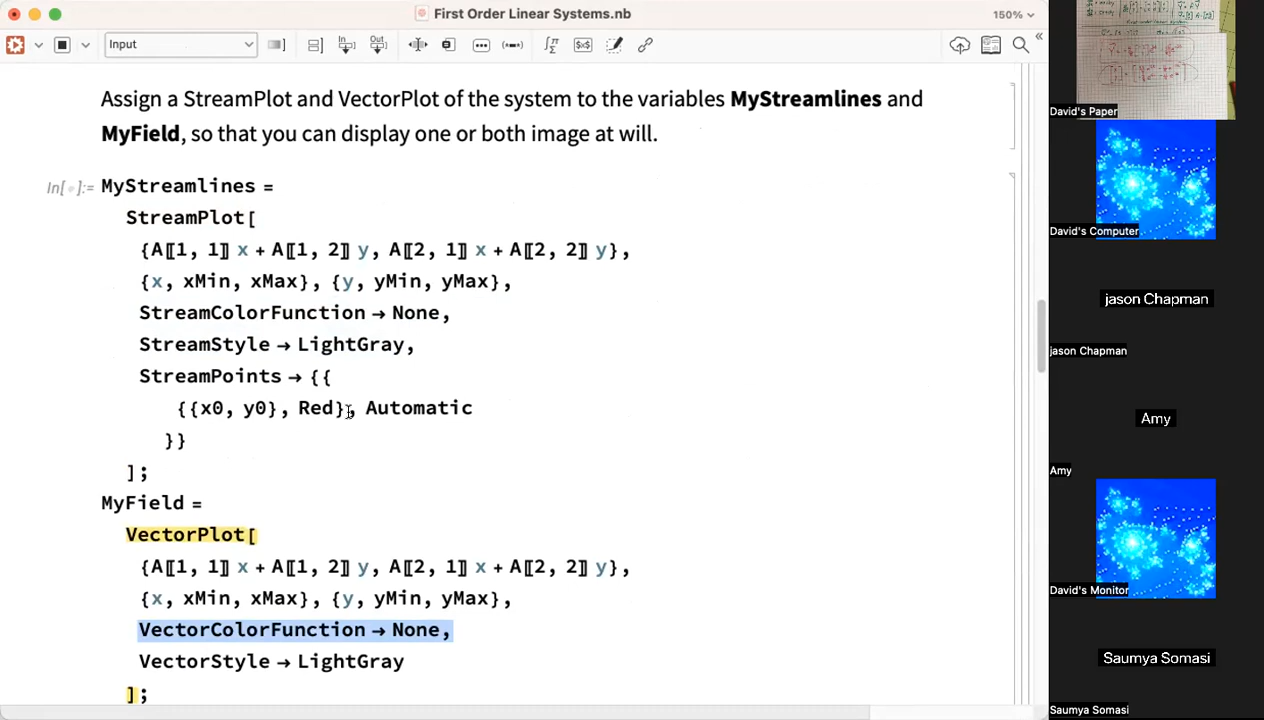 First Order Linear Systems.nb
150%
Input
In
Out
Assign a StreamPlot and VectorPlot of the system to the variables MyStreamlines and
MyField, so that you can display one or both image at will.
In[ ]:= MyStreamlines =
StreamPlot[
{A〚1, 1〛 x + A〚1, 2〛 y, A〚2, 1〛 x + A〚2, 2〛 y},
{x, xMin, xMax}, {y, yMin, yMax},
StreamColorFunction → None,
StreamStyle → LightGray,
StreamPoints → {{
{{x0, y0}, Red}, Automatic
}}
];
MyField =
VectorPlot[
{A〚1, 1〛 x + A〚1, 2〛 y, A〚2, 1〛 x + A〚2, 2〛 y},
{x, xMin, xMax}, {y, yMin, yMax},
VectorColorFunction → None,
VectorStyle → LightGray
];
David's Paper
David's Computer
jason Chapman
jason Chapman
Amy
Amy
David's Monitor
Saumya Somasi
Saumya Somasi